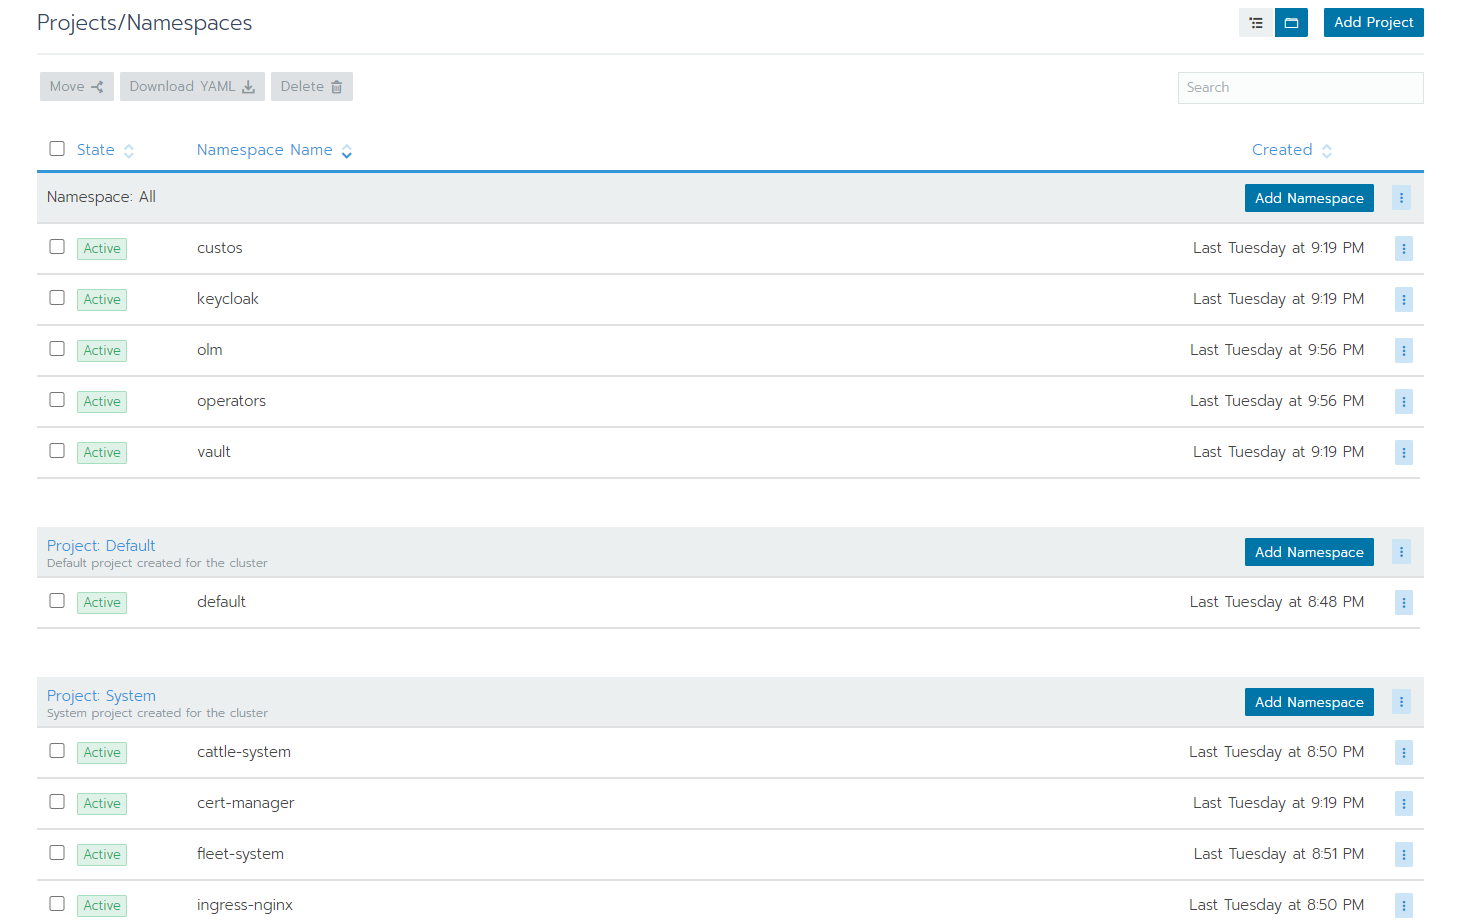 Projects/Namespaces
Add Project
Move
Download YAML
Delete
Search
State Namespace Name Created
Namespace: All Add Namespace
Active custos Last Tuesday at 9:19 PM
Active keycloak Last Tuesday at 9:19 PM
Active olm Last Tuesday at 9:56 PM
Active operators Last Tuesday at 9:56 PM
Active vault Last Tuesday at 9:19 PM
Project: Default Add Namespace
Default project created for the cluster
Active default Last Tuesday at 8:48 PM
Project: System Add Namespace
System project created for the cluster
Active cattle-system Last Tuesday at 8:50 PM
Active cert-manager Last Tuesday at 9:19 PM
Active fleet-system Last Tuesday at 8:51 PM
Active ingress-nginx Last Tuesday at 8:50 PM